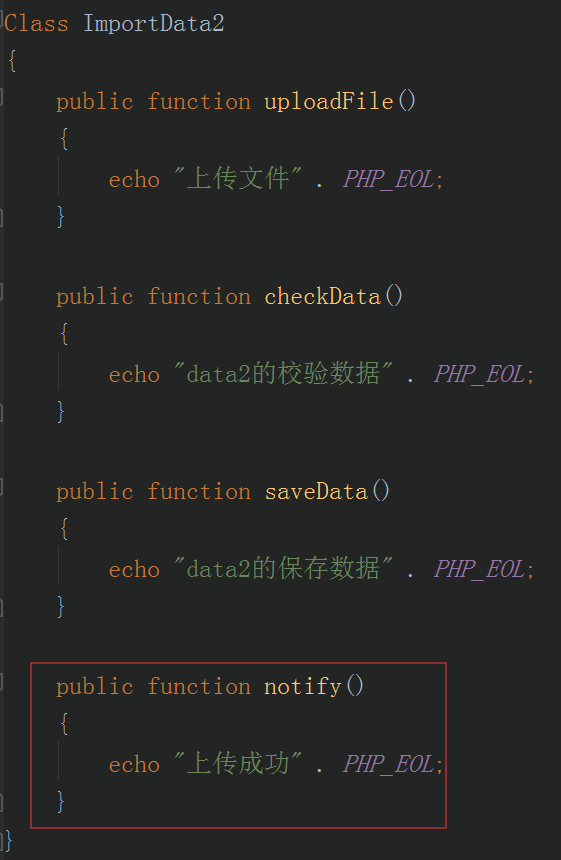 Class ImportData2
{
    public function uploadFile()
    {
        echo "上传文件" . PHP_EOL;
    }

    public function checkData()
    {
        echo "data2的校验数据" . PHP_EOL;
    }

    public function saveData()
    {
        echo "data2的保存数据" . PHP_EOL;
    }

    public function notify()
    {
        echo "上传成功" . PHP_EOL;
    }
}